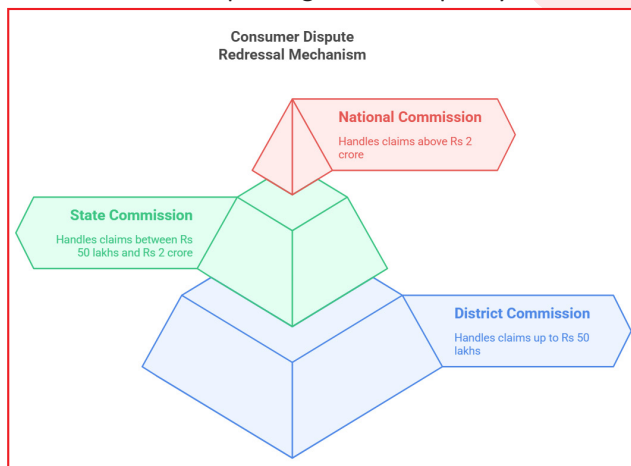 Consumer Dispute
Redressal Mechanism
National Commission
Handles claims above Rs 2
crore
State Commission
Handles claims between Rs
50 lakhs and Rs 2 crore
District Commission
Handles claims up to Rs 50
lakhs